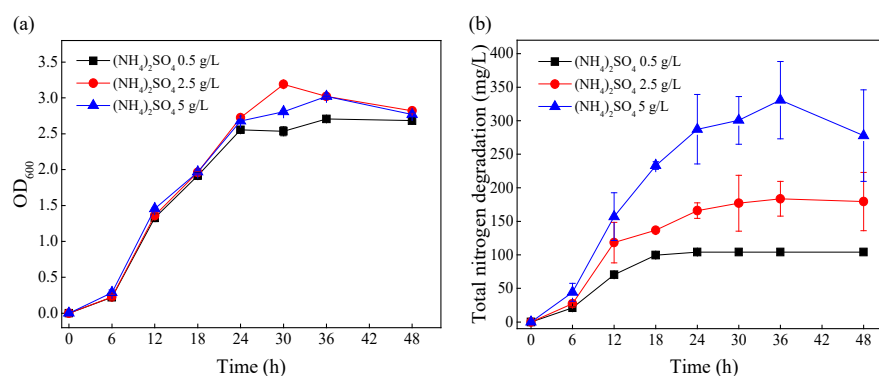 (a)
(NH₄)₂SO₄ 0.5 g/L
(NH₄)₂SO₄ 2.5 g/L
(NH₄)₂SO₄ 5 g/L
OD₆₀₀
3.5
3.0
2.5
2.0
1.5
1.0
0.5
0.0
0 6 12 18 24 30 36 42 48
Time (h)
(b)
(NH₄)₂SO₄ 0.5 g/L
(NH₄)₂SO₄ 2.5 g/L
(NH₄)₂SO₄ 5 g/L
Total nitrogen degradation (mg/L)
400
350
300
250
200
150
100
50
0
0 6 12 18 24 30 36 42 48
Time (h)